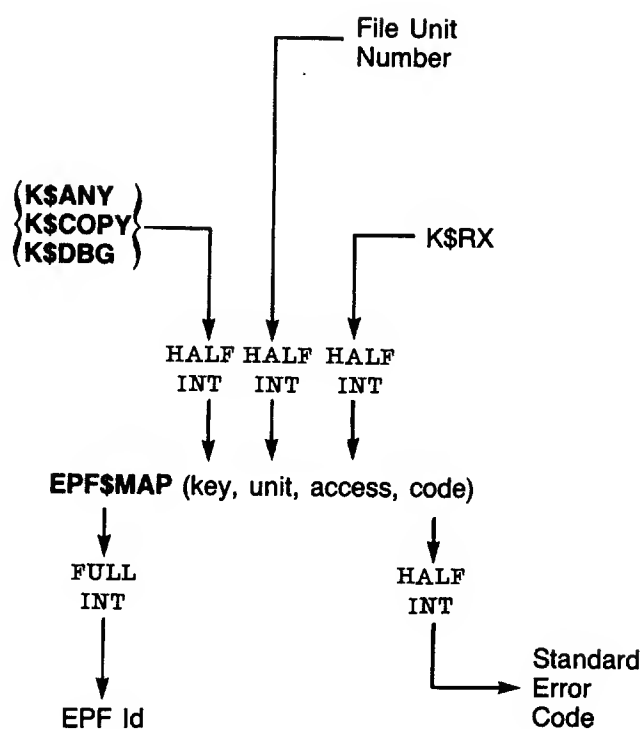 File Unit
Number
K$ANY
K$COPY
K$DBG
K$RX
HALF HALF HALF
INT INT INT
EPF$MAP (key, unit, access, code)
FULL
INT
HALF
INT
EPF Id
Standard
Error
Code